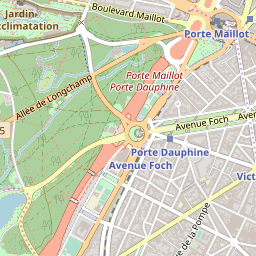 Boulevard Maillot
Jardin
cclimatation
Porte Maillot
Porte Maillot
Porte Dauphine
Allée de Longchamp
5
Avenue Foch
Porte Dauphine
Avenue Foch
Vict
e de la Pompe